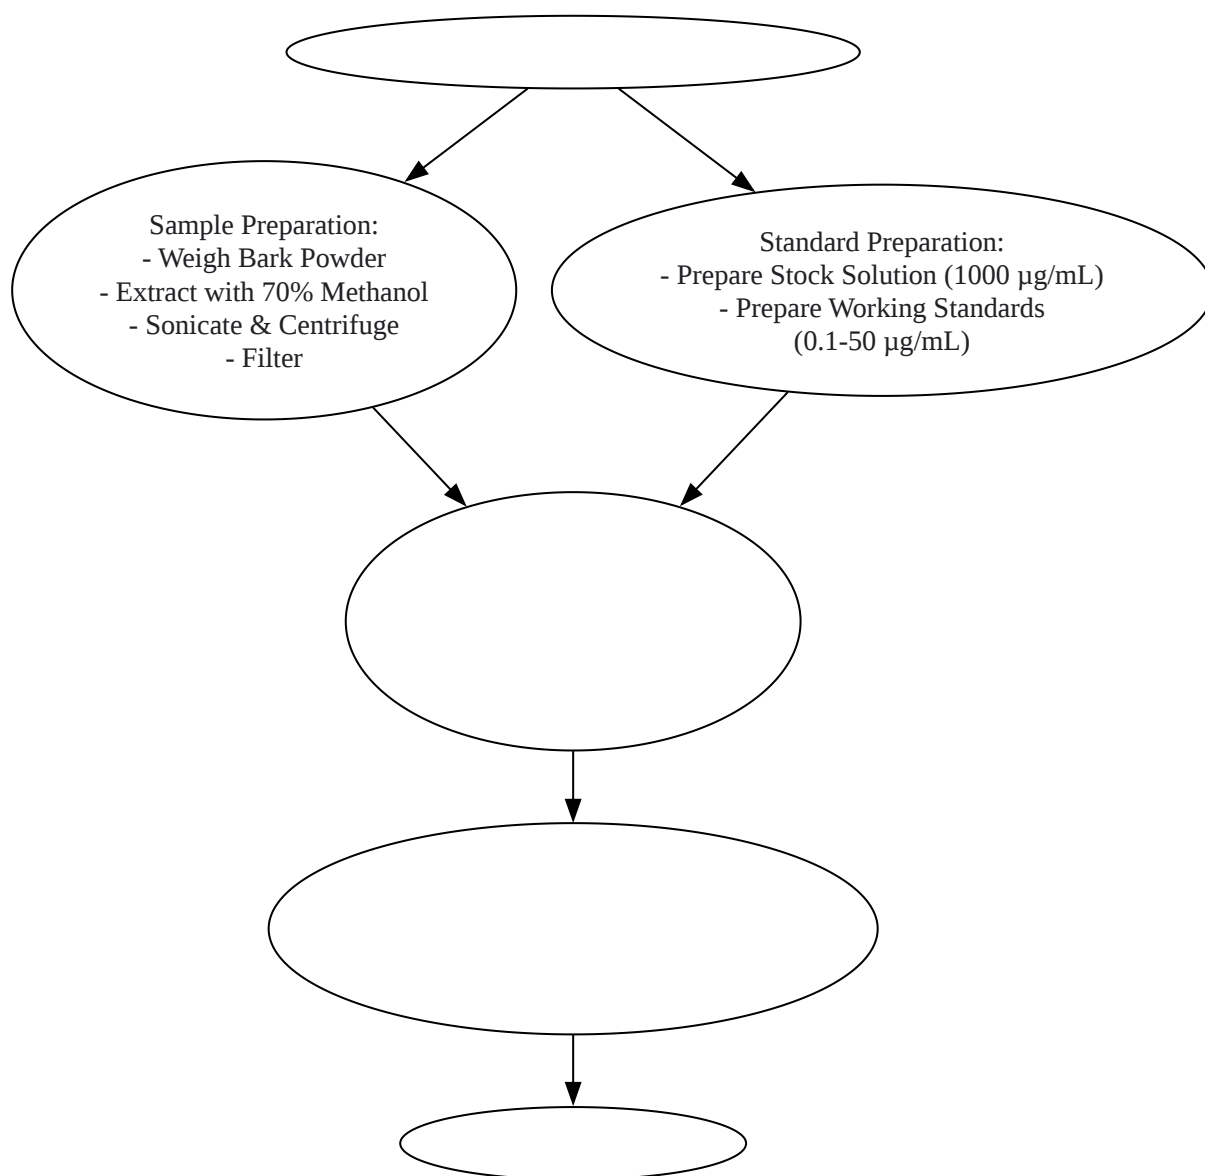 Sample Preparation:
- Weigh Bark Powder
- Extract with 70% Methanol
- Sonicate & Centrifuge
- Filter
Standard Preparation:
- Prepare Stock Solution (1000 µg/mL)
- Prepare Working Standards
(0.1-50 µg/mL)